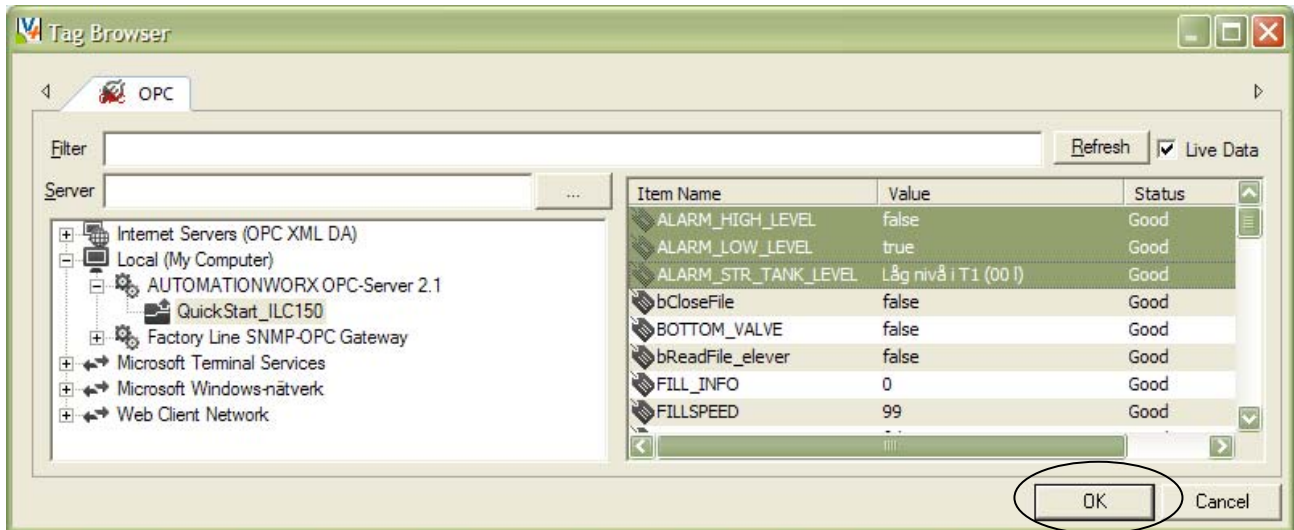 Tag Browser
OPC
Filter
Refresh
Live Data
Server
...
Internet Servers (OPC XML DA)
Local (My Computer)
AUTOMATIONWORX OPC-Server 2.1
QuickStart_ILC150
Factory Line SNMP-OPC Gateway
Microsoft Terminal Services
Microsoft Windows-nätverk
Web Client Network
Item Name Value Status
ALARM_HIGH_LEVEL false Good
ALARM_LOW_LEVEL true Good
ALARM_STR_TANK_LEVEL Låg nivå i T1 (00 l) Good
bCloseFile false Good
BOTTOM_VALVE false Good
bReadFile_elever false Good
FILL_INFO 0 Good
FILLSPEED 99 Good
OK
Cancel